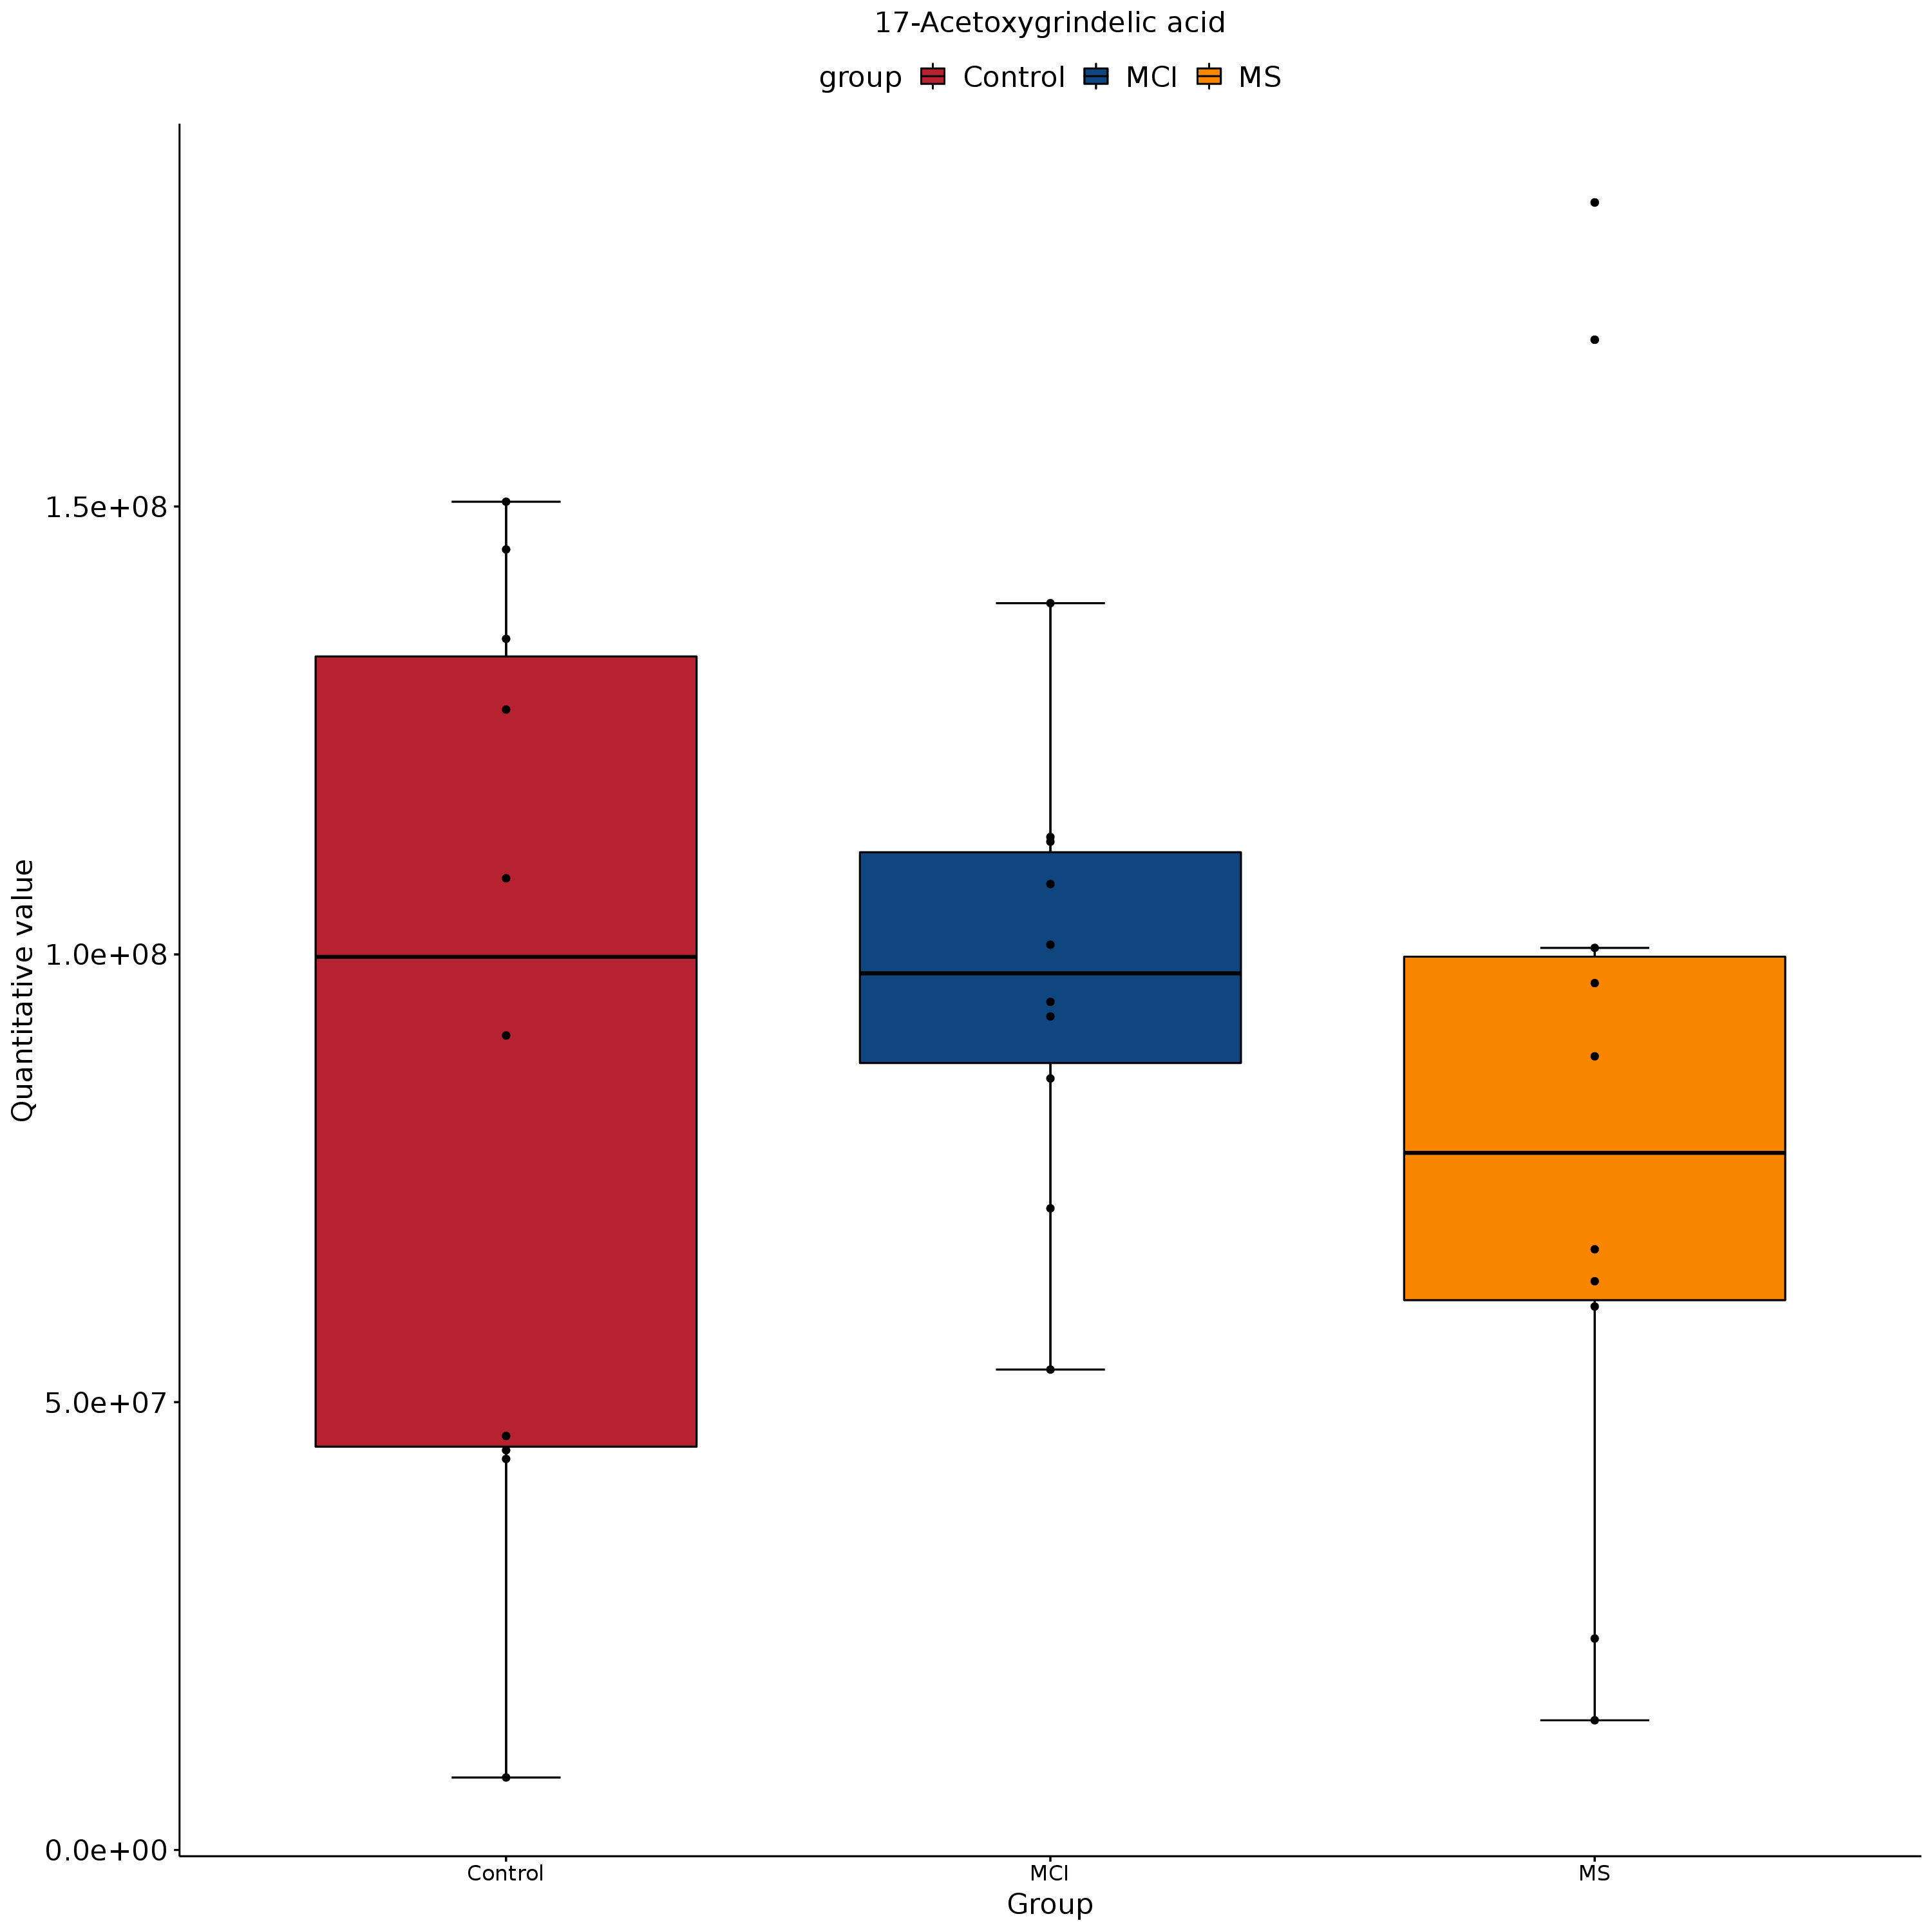 17-Acetoxygrindelic acid
group Control MCI MS
Quantitative value
1.5e+08
1.0e+08
5.0e+07
0.0e+00
Control MCI MS
Group